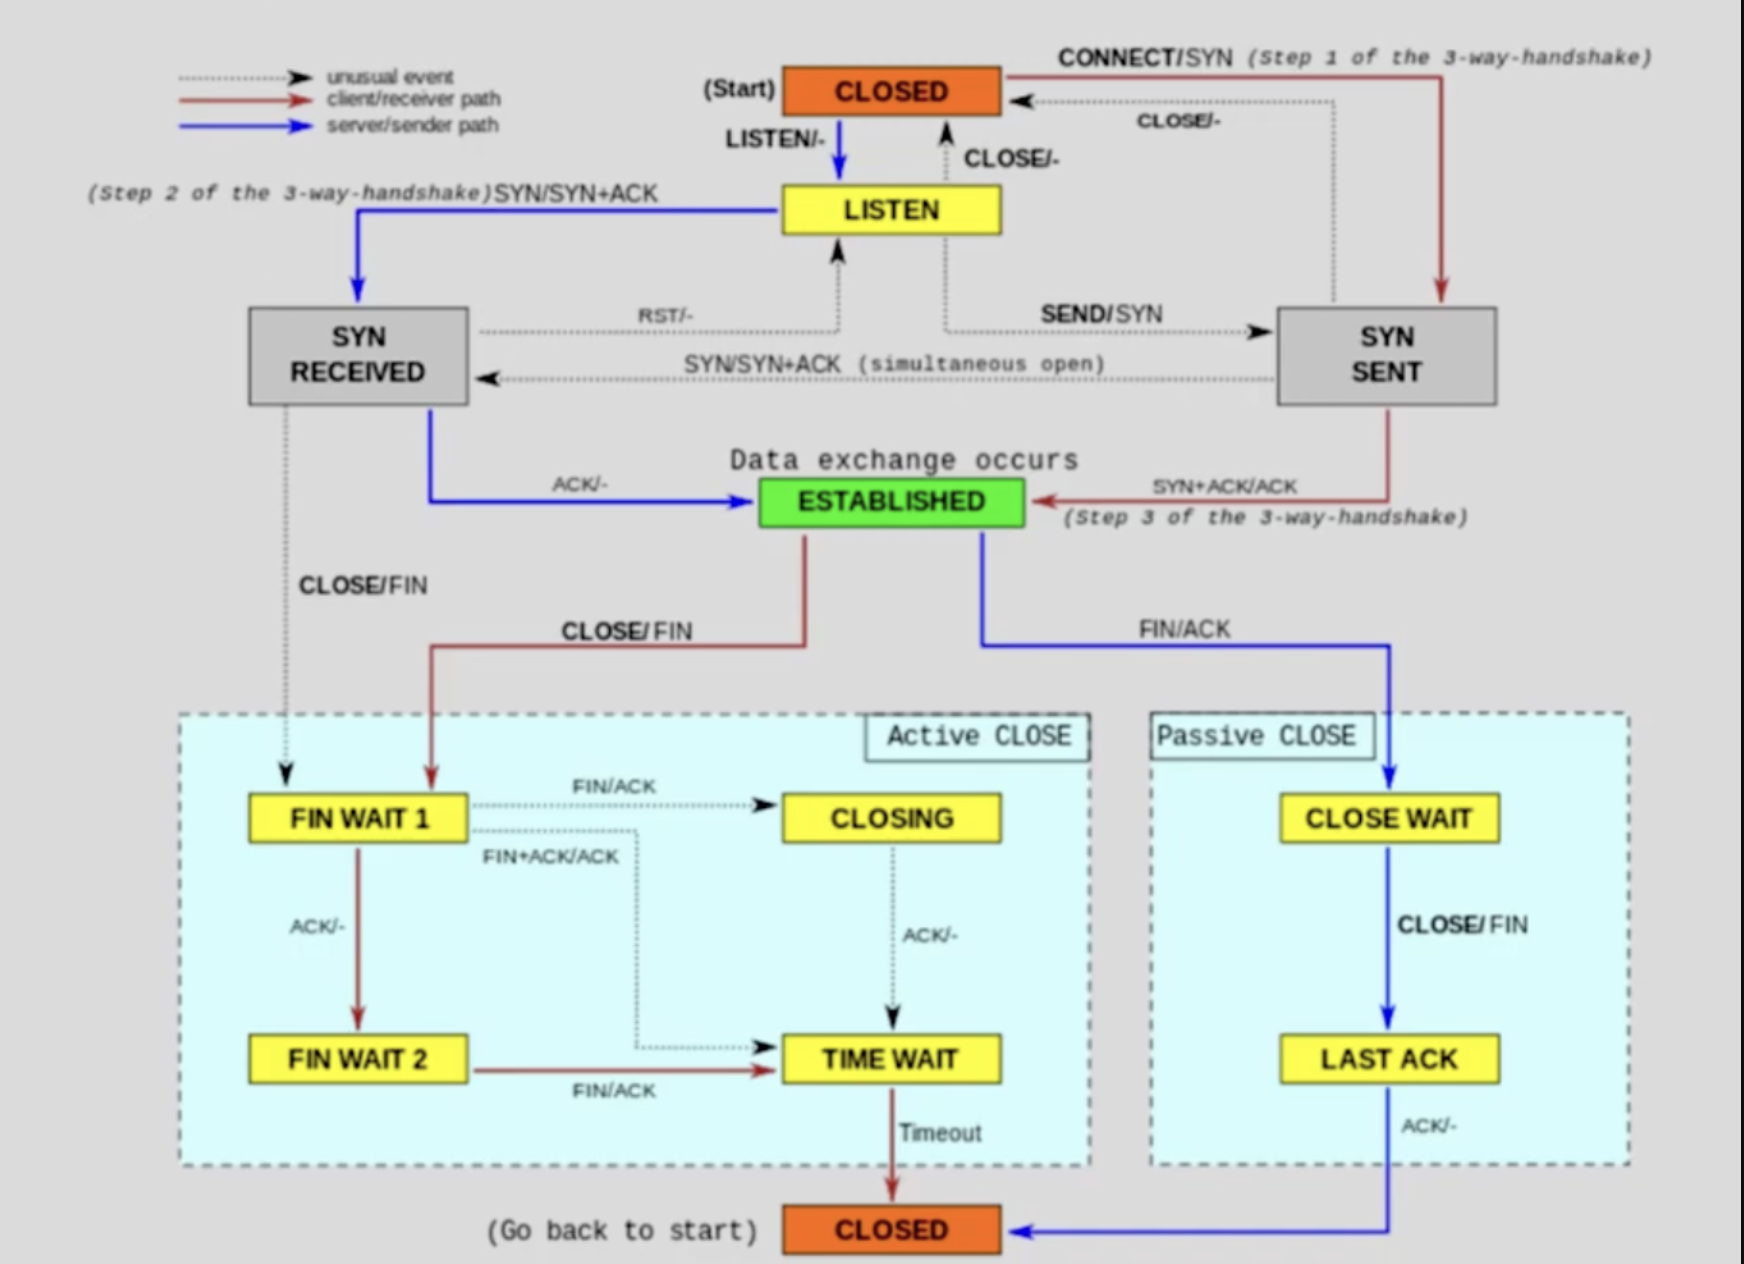 CONNECT/SYN (Step 1 of the 3-way-handshake)
unusual event
client/receiver path
server/sender path
(Start)
CLOSED
CLOSE/-
LISTEN/-
CLOSE/-
(Step 2 of the 3-way-handshake)SYN/SYN+ACK
LISTEN
RST/-
SEND/SYN
SYN
RECEIVED
SYN/SYN+ACK (simultaneous open)
SYN
SENT
Data exchange occurs
ACK/-
ESTABLISHED
SYN+ACK/ACK
(Step 3 of the 3-way-handshake)
CLOSE/FIN
CLOSE/FIN
FIN/ACK
Active CLOSE
Passive CLOSE
FIN WAIT 1
FIN/ACK
CLOSING
CLOSE WAIT
FIN+ACK/ACK
ACK/-
ACK/-
CLOSE/FIN
FIN WAIT 2
FIN/ACK
TIME WAIT
LAST ACK
Timeout
ACK/-
(Go back to start)
CLOSED